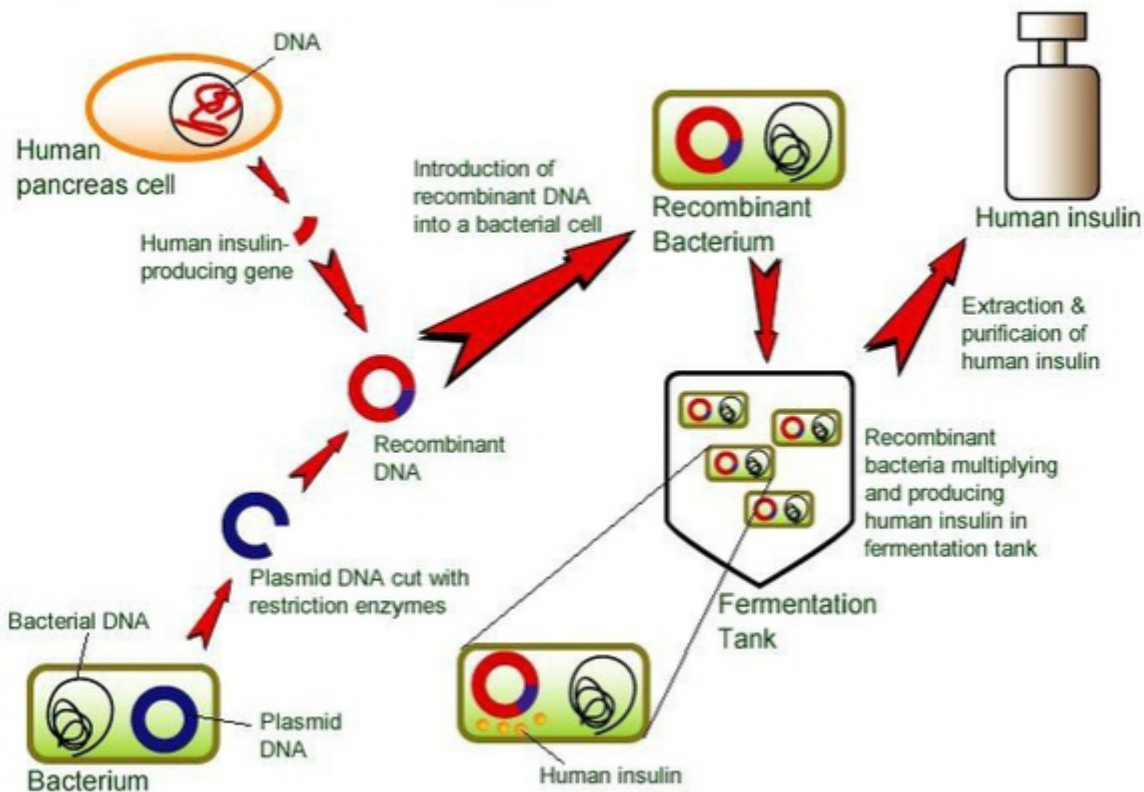 DNA
Human
pancreas cell
Human insulin-
producing gene
Introduction of
recombinant DNA
into a bacterial cell
Recombinant
Bacterium
Human insulin
Extraction &
purificaion of
human insulin
Recombinant
DNA
Recombinant
bacteria multiplying
and producing
human insulin in
fermentation tank
Plasmid DNA cut with
restriction enzymes
Fermentation
Tank
Bacterial DNA
Plasmid
DNA
Bacterium
Human insulin